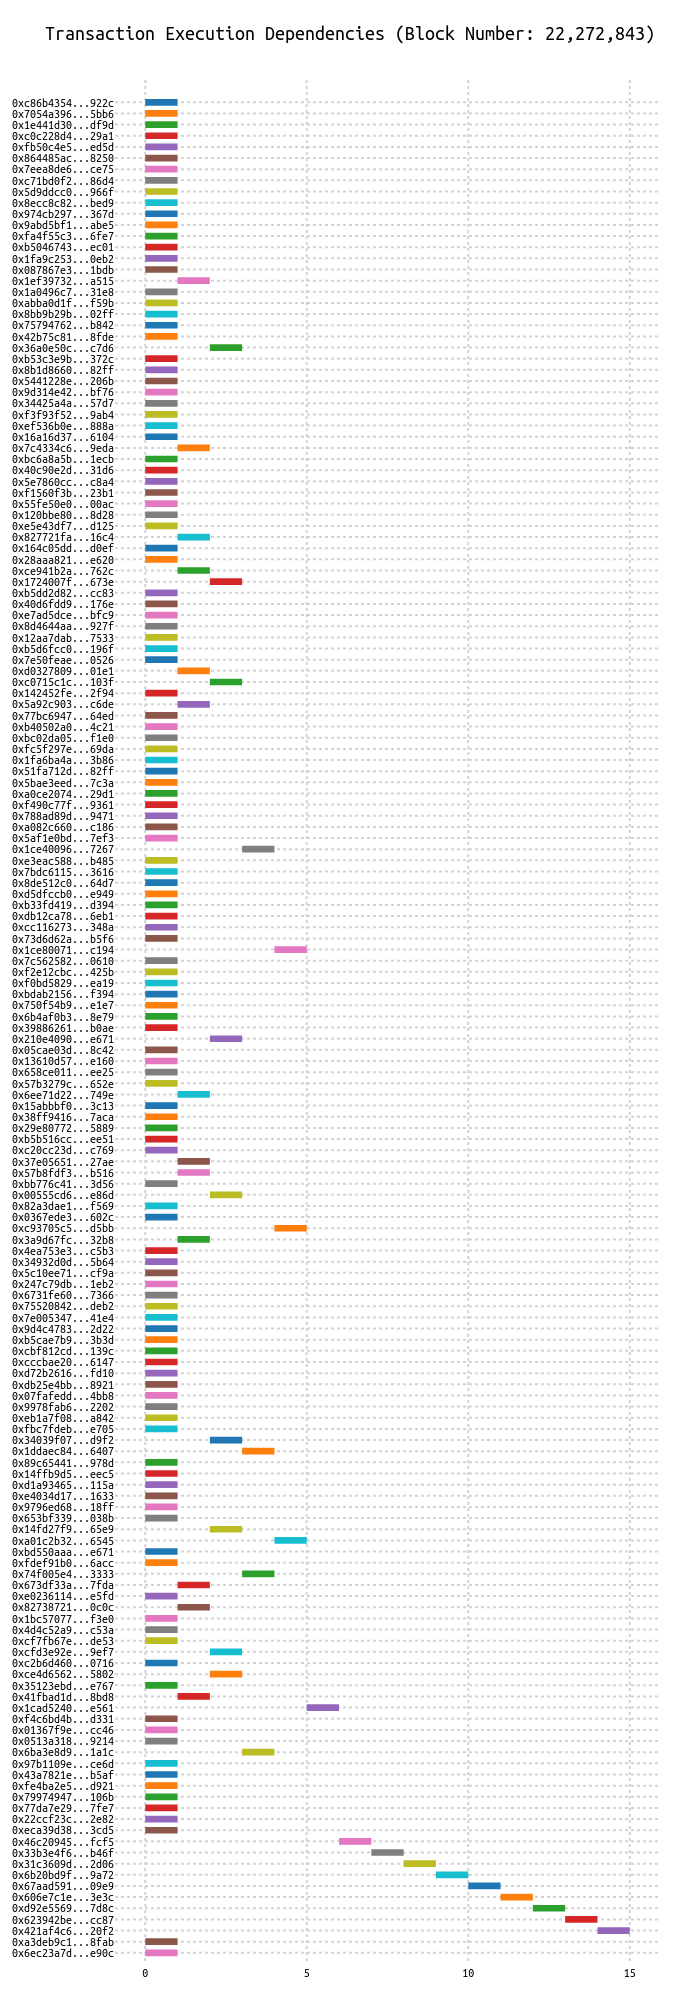 Transaction Execution Dependencies (Block Number: 22,272,843)
0xc86b4354...922c
0x7054a396...5bb6
0x1e441d30...df9d
0xc0c228d4...29a1
0xfb50c4e5...ed5d
0x864485ac...8250
0x7eea8de6...ce75
0xc71bd0f2...86d4
0x5d9ddcc0...966f
0x8ecc8c82...bed9
0x974cb297...367d
0x9abd5bf1...abe5
0xfa4f55c3...6fe7
0xb5046743...ec01
0x1fa9c253...0eb2
0x087867e3...1bdb
0x1ef39732...a515
0x1a0496c7...31e8
0xabba0d1f...f59b
0x8bb9b29b...02ff
0x75794762...b842
0x42b75c81...8fde
0x36a0e50c...c7d6
0xb53c3e9b...372c
0x8b1d8660...82ff
0x5441228e...206b
0x9d314e42...bf76
0x34425a4a...57d7
0xf3f93f52...9ab4
0xef536b0e...888a
0x16a16d37...6104
0x7c4334c6...9eda
0xbc6a8a5b...1ecb
0x40c90e2d...31d6
0x5e7860cc...c8a4
0xf1560f3b...23b1
0x55fe50e0...00ac
0x120bbe80...8d28
0xe5e43df7...d125
0x827721fa...16c4
0x164c05dd...d0ef
0x28aaa821...e620
0xce941b2a...762c
0x1724007f...673e
0xb5dd2d82...cc83
0x40d6fdd9...176e
0xe7ad5dce...bfc9
0x8d4644aa...927f
0x12aa7dab...7533
0xb5d6fcc0...196f
0x7e50feae...0526
0xd0327809...01e1
0xc0715c1c...103f
0x142452fe...2f94
0x5a92c903...c6de
0x77bc6947...64ed
0xb40502a0...4c21
0xbc02da05...f1e0
0xfc5f297e...69da
0x1fa6ba4a...3b86
0x51fa712d...82ff
0x5bae3eed...7c3a
0xa0ce2074...29d1
0xf490c77f...9361
0x788ad89d...9471
0xa082c660...c186
0x5af1e0bd...7ef3
0x1ce40096...7267
0xe3eac588...b485
0x7bdc6115...3616
0x8de512c0...64d7
0xd5dfccb0...e949
0xb33fd419...d394
0xdb12ca78...6eb1
0xcc116273...348a
0x73d6d62a...b5f6
0x1ce80071...c194
0x7c562582...0610
0xf2e12cbc...425b
0xf0bd5829...ea19
0xbdab2156...f394
0x750f54b9...e1e7
0x6b4af0b3...8e79
0x39886261...b0ae
0x210e4090...e671
0x05cae03d...8c42
0x13610d57...e160
0x658ce011...ee25
0x57b3279c...652e
0x6ee71d22...749e
0x15abbbf0...3c13
0x38ff9416...7aca
0x29e80772...5889
0xb5b516cc...ee51
0xc20cc23d...c769
0x37e05651...27ae
0x57b8fdf3...b516
0xbb776c41...3d56
0x00555cd6...e86d
0x82a3dae1...f569
0x0367ede3...602c
0xc93705c5...d5bb
0x3a9d67fc...32b8
0x4ea753e3...c5b3
0x34932d0d...5b64
0x5c10ee71...cf9a
0x247c79db...1eb2
0x6731fe60...7366
0x75520842...deb2
0x7e005347...41e4
0x9d4c4783...2d22
0xb5cae7b9...3b3d
0xcbf812cd...139c
0xcccbae20...6147
0xd72b2616...fd10
0xdb25e4bb...8921
0x07fafedd...4bb8
0x9978fab6...2202
0xeb1a7f08...a842
0xfbc7fdeb...e705
0x34039f07...d9f2
0x1ddaec84...6407
0x89c65441...978d
0x14ffb9d5...eec5
0xd1a93465...115a
0xe4034d17...1633
0x9796ed68...18ff
0x653bf339...038b
0x14fd27f9...65e9
0xa01c2b32...6545
0xbd550aaa...e671
0xfdef91b0...6acc
0x74f005e4...3333
0x673df33a...7fda
0xe0236114...e5fd
0x82738721...0c0c
0x1bc57077...f3e0
0x4d4c52a9...c53a
0xcf7fb67e...de53
0xcfd3e92e...9ef7
0xc2b6d460...0716
0xce4d6562...5802
0x35123ebd...e767
0x41fbad1d...8bd8
0x1cad5240...e561
0xf4c6bd4b...d331
0x01367f9e...cc46
0x0513a318...9214
0x6ba3e8d9...1a1c
0x97b1109e...ce6d
0x43a7821e...b5af
0xfe4ba2e5...d921
0x79974947...106b
0x77da7e29...7fe7
0x22ccf23c...2e82
0xeca39d38...3cd5
0x46c20945...fcf5
0x33b3e4f6...b46f
0x31c3609d...2d06
0x6b20bd9f...9a72
0x67aad591...09e9
0x606e7c1e...3e3c
0xd92e5569...7d8c
0x623942be...cc87
0x421af4c6...20f2
0xa3deb9c1...8fab
0x6ec23a7d...e90c
0 5 10 15